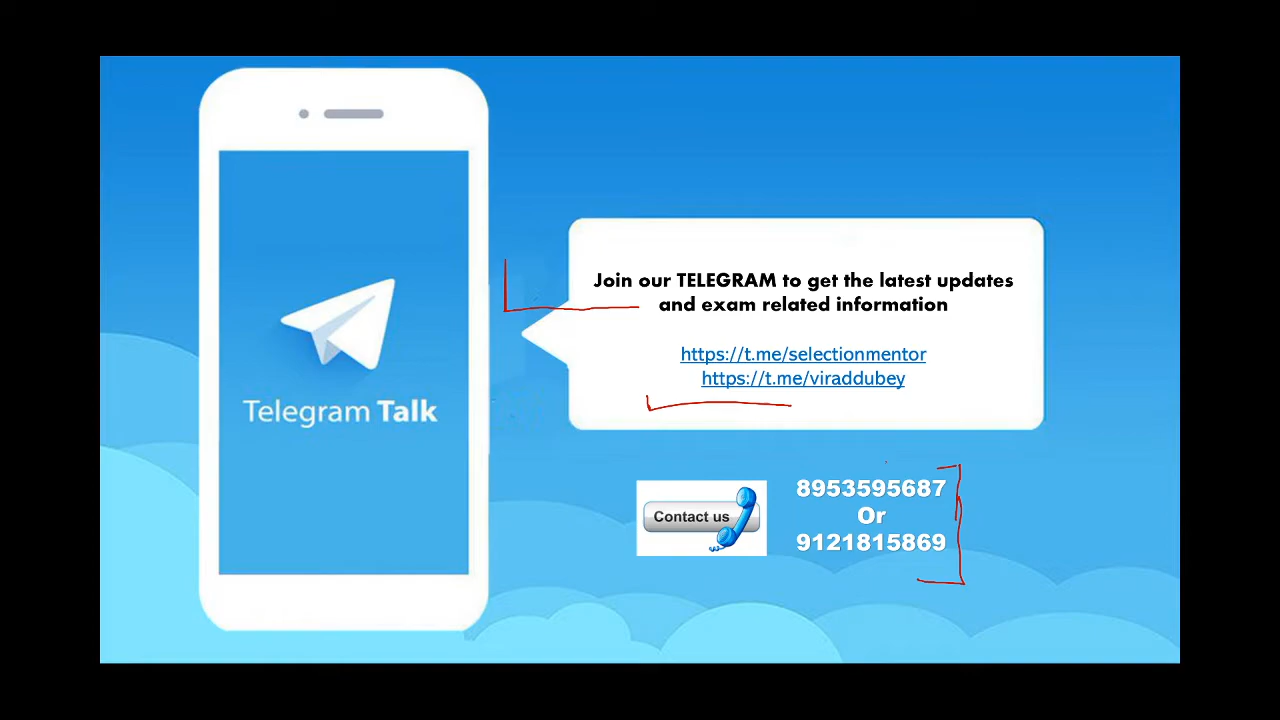 Telegram Talk
Join our TELEGRAM to get the latest updates
and exam related information
https://t.me/selectionmentor
https://t.me/viraddubey
Contact us
8953595687
Or
9121815869